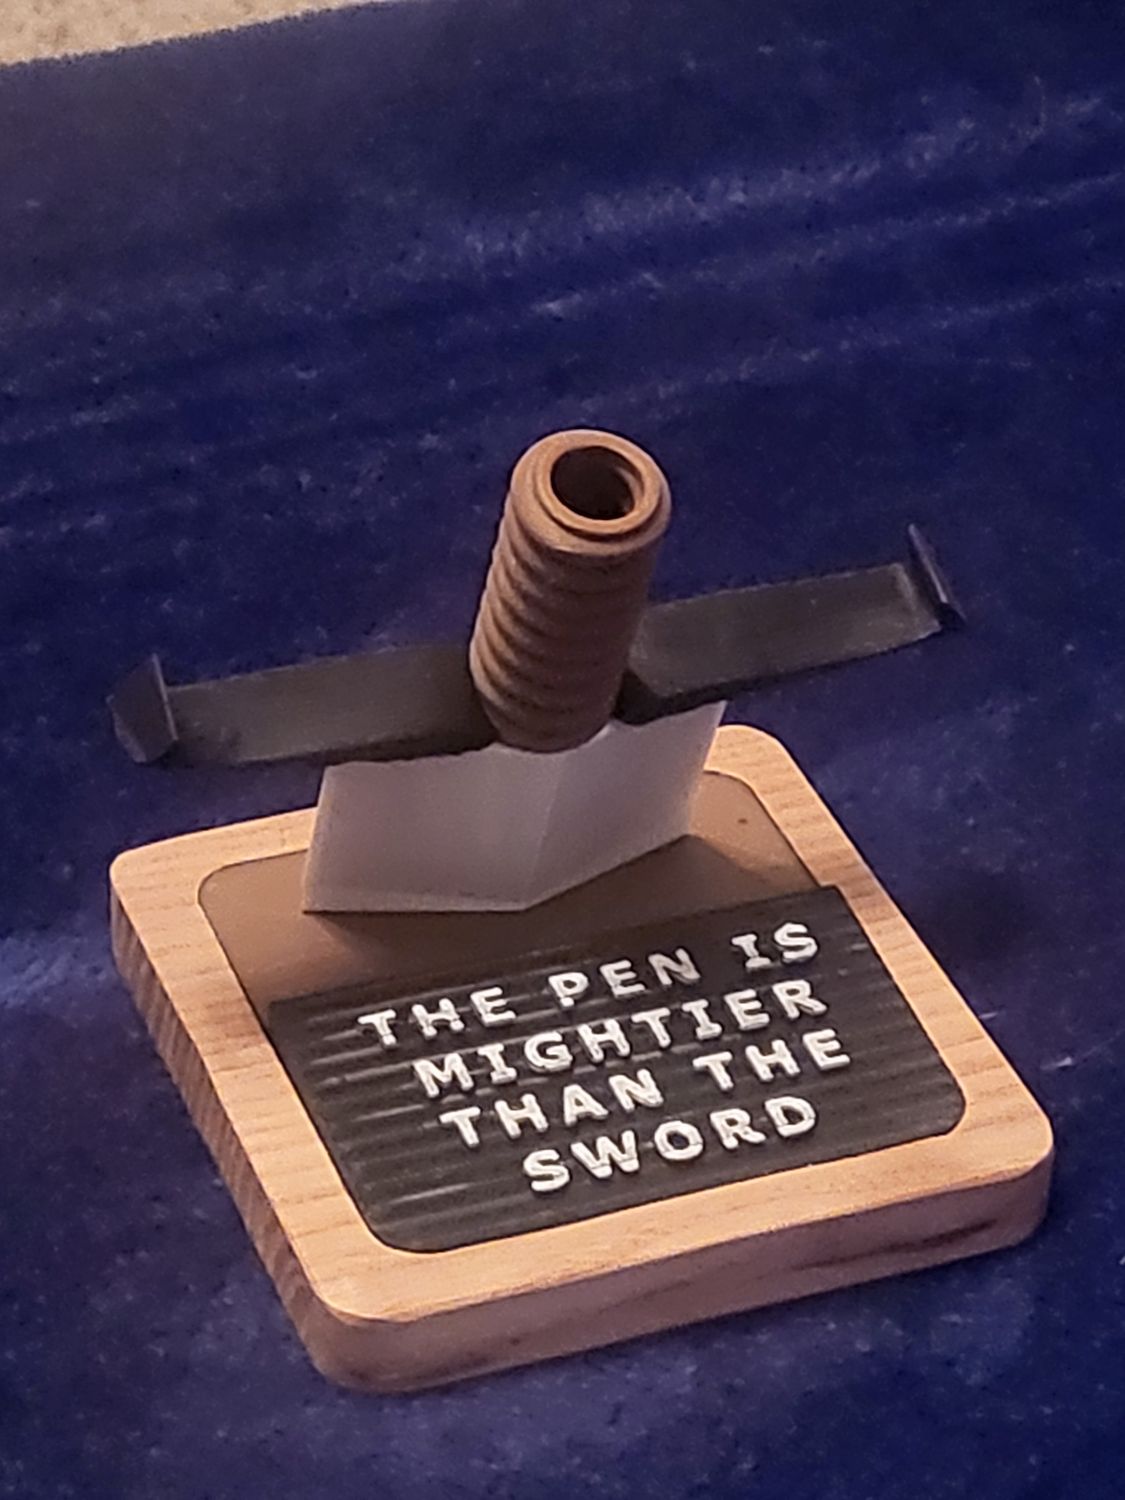 THE PEN IS
MIGHTIER
THAN THE
SWORD